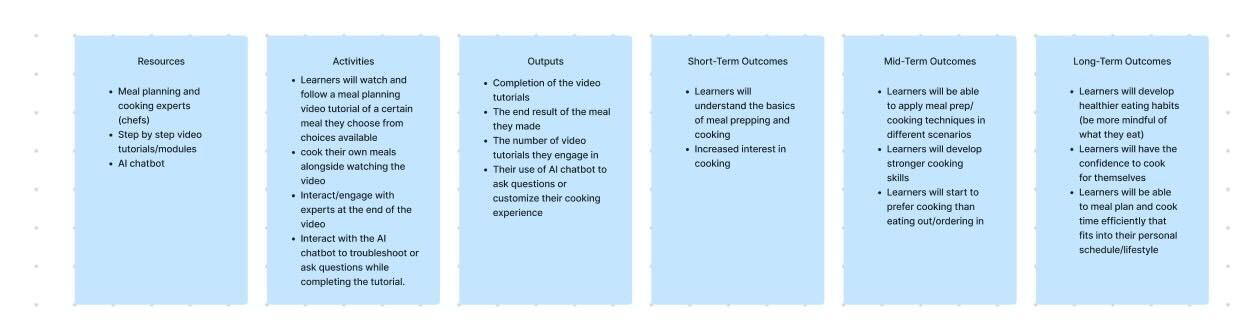 Resources
• Meal planning and
cooking experts
(chefs)
• Step by step video
tutorials/modules
• AI chatbot
Activities
• Learners will watch and
follow a meal planning
video tutorial of a certain
meal they choose from
choices available
• cook their own meals
alongside watching the
video
• Interact/engage with
experts at the end of the
video
• Interact with the AI
chatbot to troubleshoot or
ask questions while
completing the tutorial.
Outputs
• Completion of the video
tutorials
• The end result of the meal
they made
• The number of video
tutorials they engage in
• Their use of AI chatbot to
ask questions or
customize their cooking
experience
Short-Term Outcomes
• Learners will
understand the basics
of meal prepping and
cooking
• Increased interest in
cooking
Mid-Term Outcomes
• Learners will be able
to apply meal prep/
cooking techniques in
different scenarios
• Learners will develop
stronger cooking
skills
• Learners will start to
prefer cooking than
eating out/ordering in
Long-Term Outcomes
• Learners will develop
healthier eating habits
(be more mindful of
what they eat)
• Learners will have the
confidence to cook
for themselves
• Learners will be able
to meal plan and cook
time efficiently that
fits into their personal
schedule/lifestyle